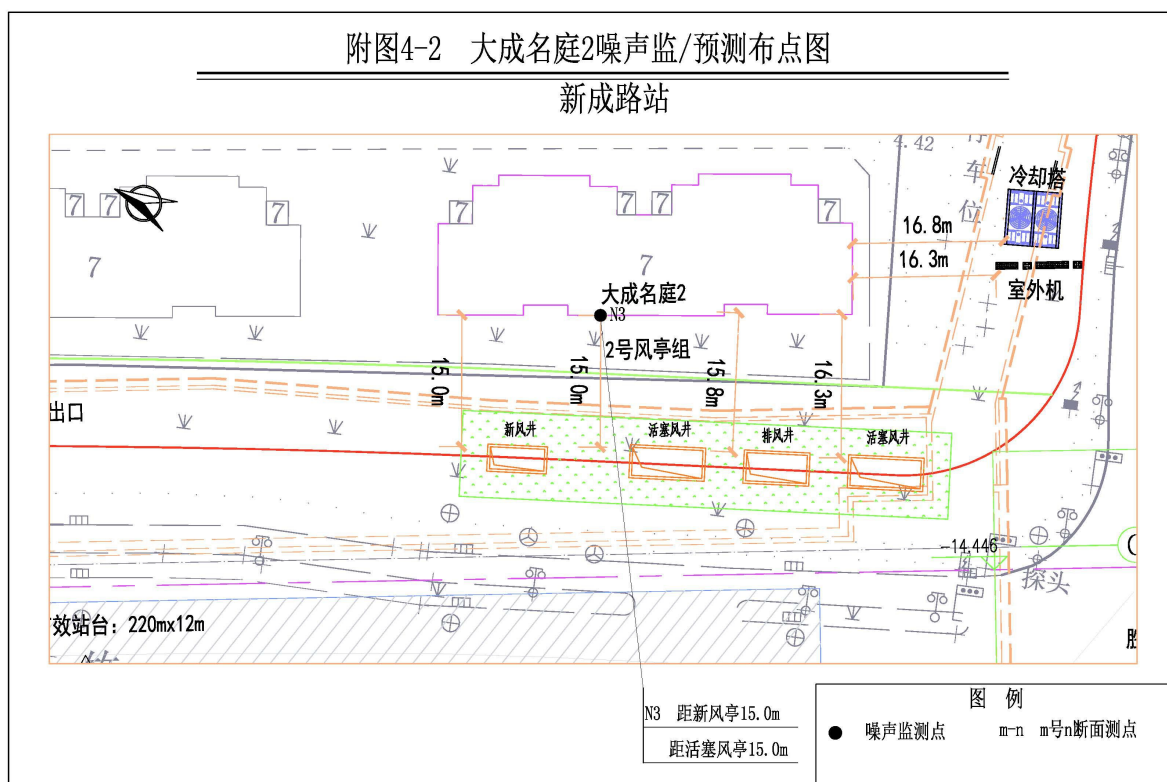 附图4-2 大成名庭2噪声监/预测布点图
新成路站
4.42
停车位
冷却塔
7 7
7
7 7
7
7
7
16.8m
16.3m
室外机
大成名庭2
N3
2号风亭组
15.0m
15.0m
15.8m
16.3m
出口
新风井
活塞风井
排风井
活塞风井
-14.446
探头
效站台：220mx12m
N3 距新风亭15.0m
距活塞风亭15.0m
图 例
噪声监测点
m-n m号n断面测点